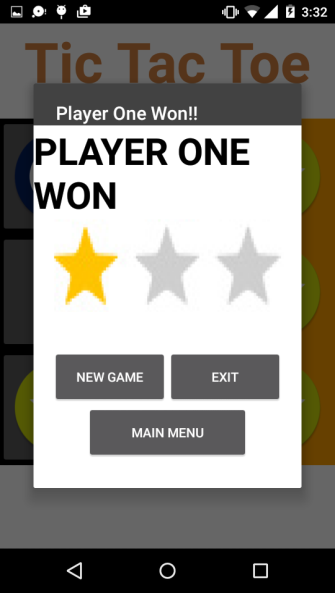 3:32
Tic Tac Toe
Player One Won!!
PLAYER ONE
WON
NEW GAME
EXIT
MAIN MENU